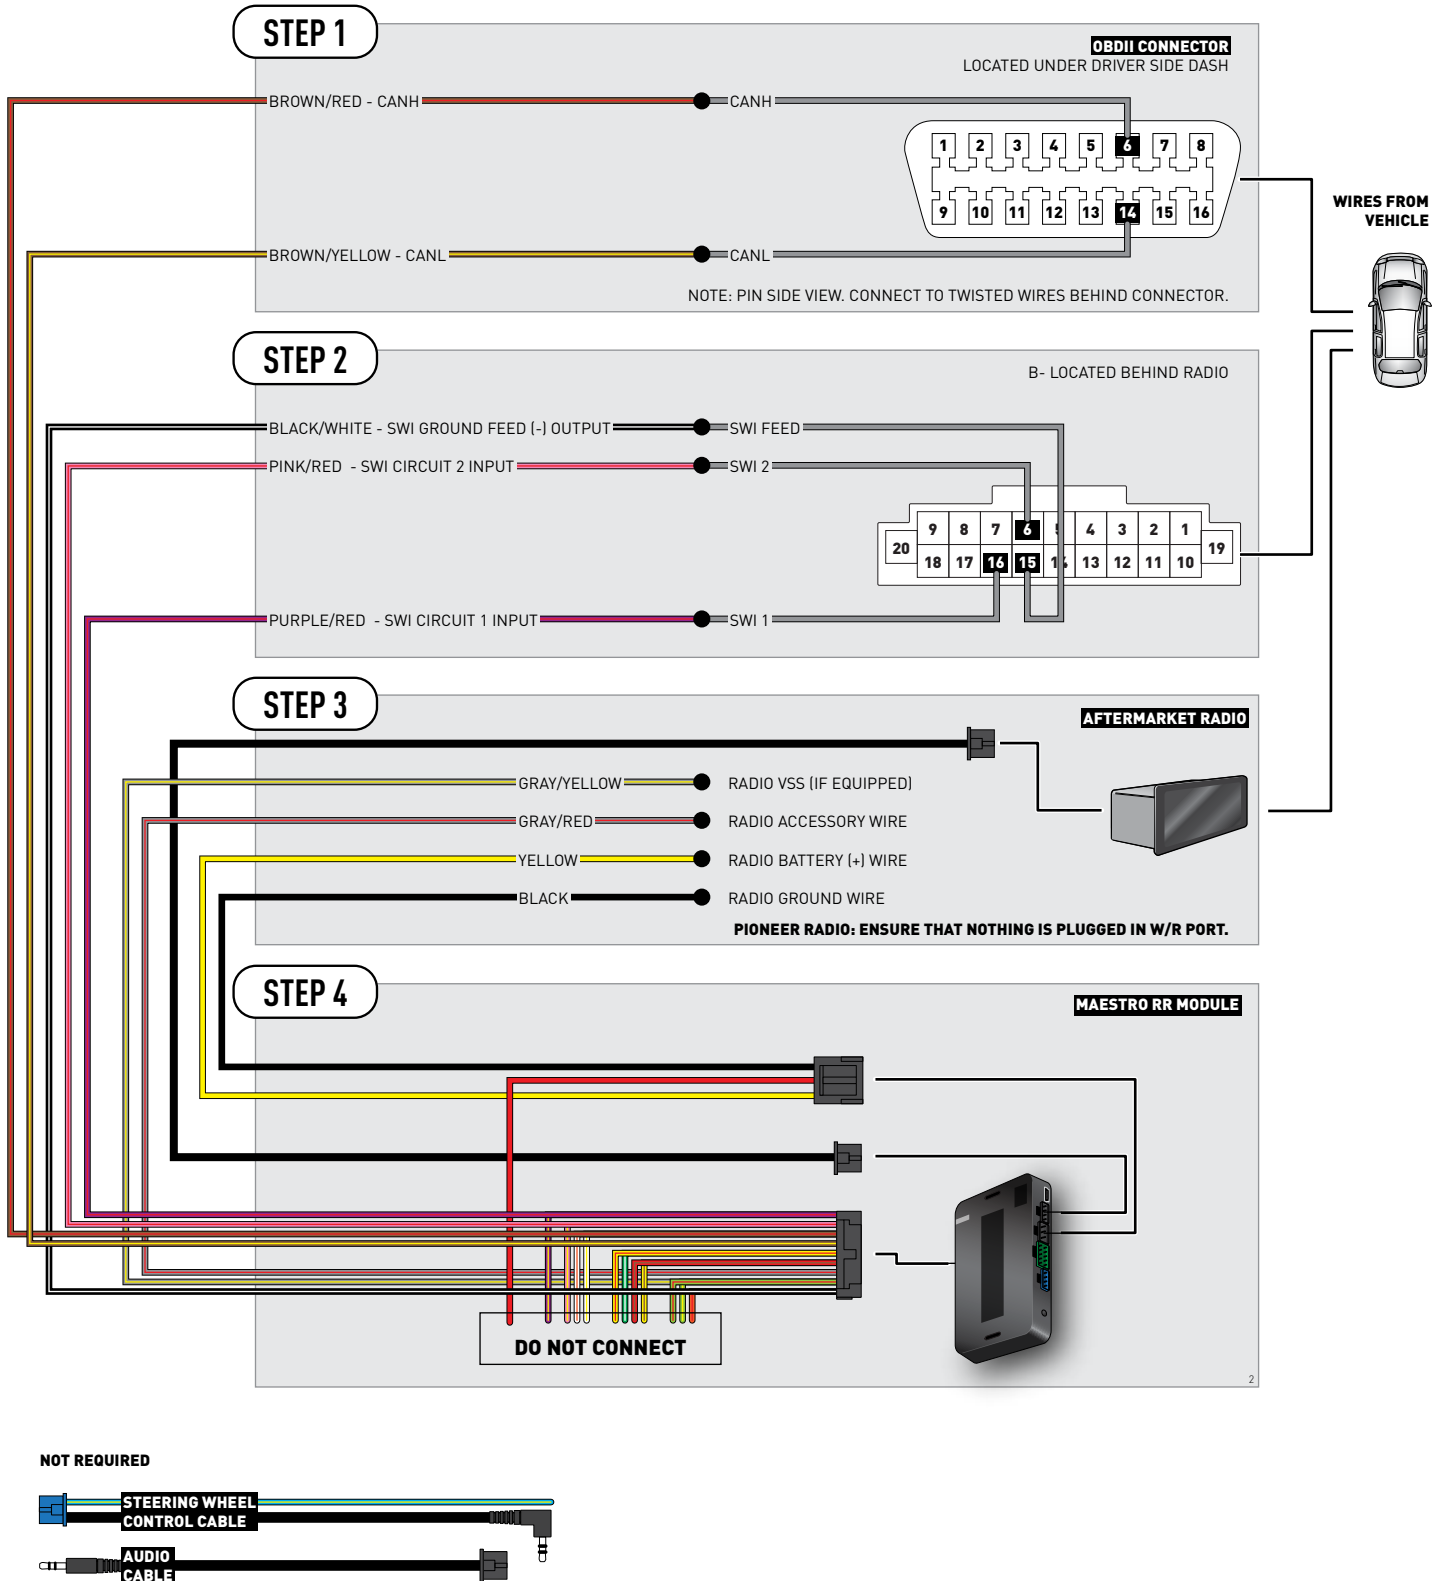 STEP 1
OBDII CONNECTOR
LOCATED UNDER DRIVER SIDE DASH
BROWN/RED - CANH
CANH
1 2 3 4 5 6 7 8
9 10 11 12 13 14 15 16
WIRES FROM
VEHICLE
BROWN/YELLOW - CANL
CANL
NOTE: PIN SIDE VIEW. CONNECT TO TWISTED WIRES BEHIND CONNECTOR.
STEP 2
B- LOCATED BEHIND RADIO
BLACK/WHITE - SWI GROUND FEED (-) OUTPUT
SWI FEED
PINK/RED - SWI CIRCUIT 2 INPUT
SWI 2
9 8 7 6 5 4 3 2 1
20 19
18 17 16 15 14 13 12 11 10
PURPLE/RED - SWI CIRCUIT 1 INPUT
SWI 1
STEP 3
AFTERMARKET RADIO
GRAY/YELLOW
RADIO VSS (IF EQUIPPED)
GRAY/RED
RADIO ACCESSORY WIRE
YELLOW
RADIO BATTERY (+) WIRE
BLACK
RADIO GROUND WIRE
PIONEER RADIO: ENSURE THAT NOTHING IS PLUGGED IN W/R PORT.
STEP 4
MAESTRO RR MODULE
DO NOT CONNECT
2
NOT REQUIRED
STEERING WHEEL
CONTROL CABLE
AUDIO
CABLE